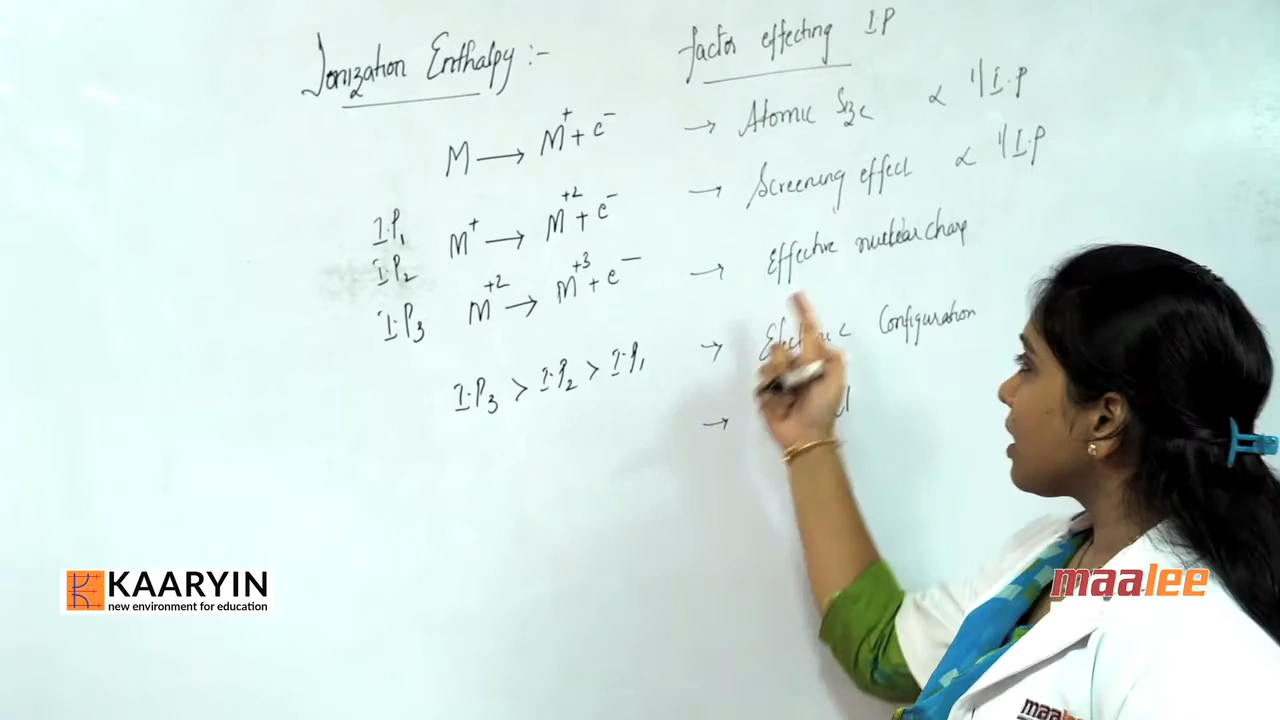 Ionization Enthalpy :-
M → M⁺ + e⁻
I.P₁ M⁺ → M⁺² + e⁻
I.P₂
I.P₃ M⁺² → M⁺³ + e⁻
I.P₃ > I.P₂ > I.P₁
factor effecting I.P
→ Atomic Size ∝ 1/I.P
→ Screening effect ∝ 1/I.P
→ Effective nuclear charge
→ Configuration
→
KAARYIN
new environment for education
maalee
maalee